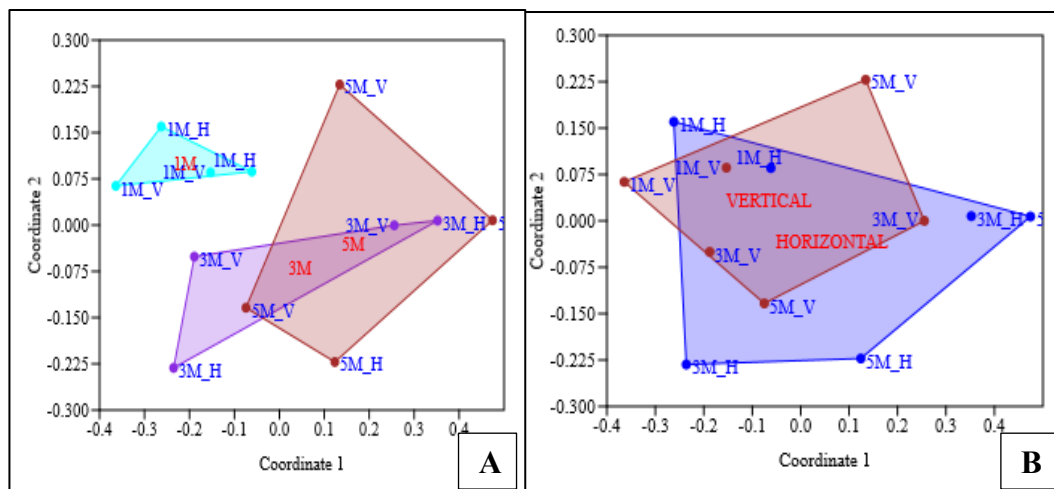 0.300
0.225
0.150
0.075
0.000
-0.075
-0.150
-0.225
-0.300
Coordinate 2
5M_V
1M_H
1M
1M_H
1M_V
1M_V
3M_V
3M_H
5
5M
3M_V
3M
5M_V
5M_H
3M_H
-0.4
-0.3
-0.2
-0.1
0.0
0.1
0.2
0.3
0.4
Coordinate 1
A
0.300
0.225
0.150
0.075
0.000
-0.075
-0.150
-0.225
-0.300
Coordinate 2
5M_V
1M_H
1M_H
1M_V
1M_V
VERTICAL
3M_V
3M_H
5
HORIZONTAL
3M_V
5M_V
5M_H
3M_H
-0.4
-0.3
-0.2
-0.1
0.0
0.1
0.2
0.3
0.4
Coordinate 1
B